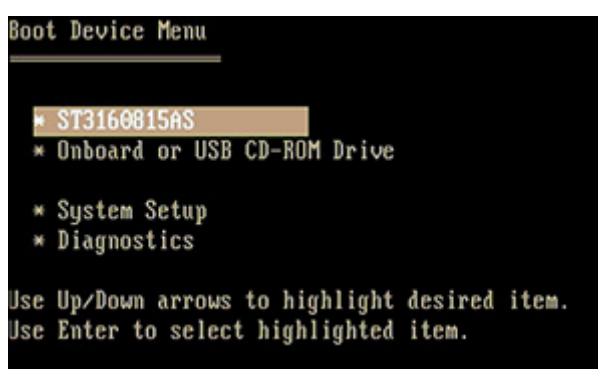 Boot Device Menu
* ST3160815AS
* Onboard or USB CD-ROM Drive
* System Setup
* Diagnostics
Use Up/Down arrows to highlight desired item.
Use Enter to select highlighted item.